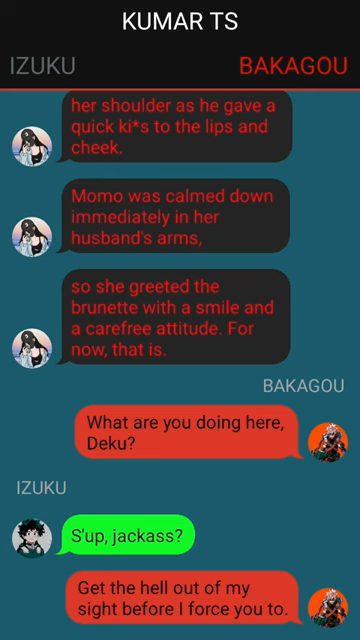 KUMAR TS
IZUKU
BAKAGOU
her shoulder as he gave a
quick ki*s to the lips and
cheek.
Momo was calmed down
immediately in her
husband's arms,
so she greeted the
brunette with a smile and
a carefree attitude. For
now, that is.
BAKAGOU
What are you doing here,
Deku?
IZUKU
S'up, jackass?
Get the hell out of my
sight before I force you to.